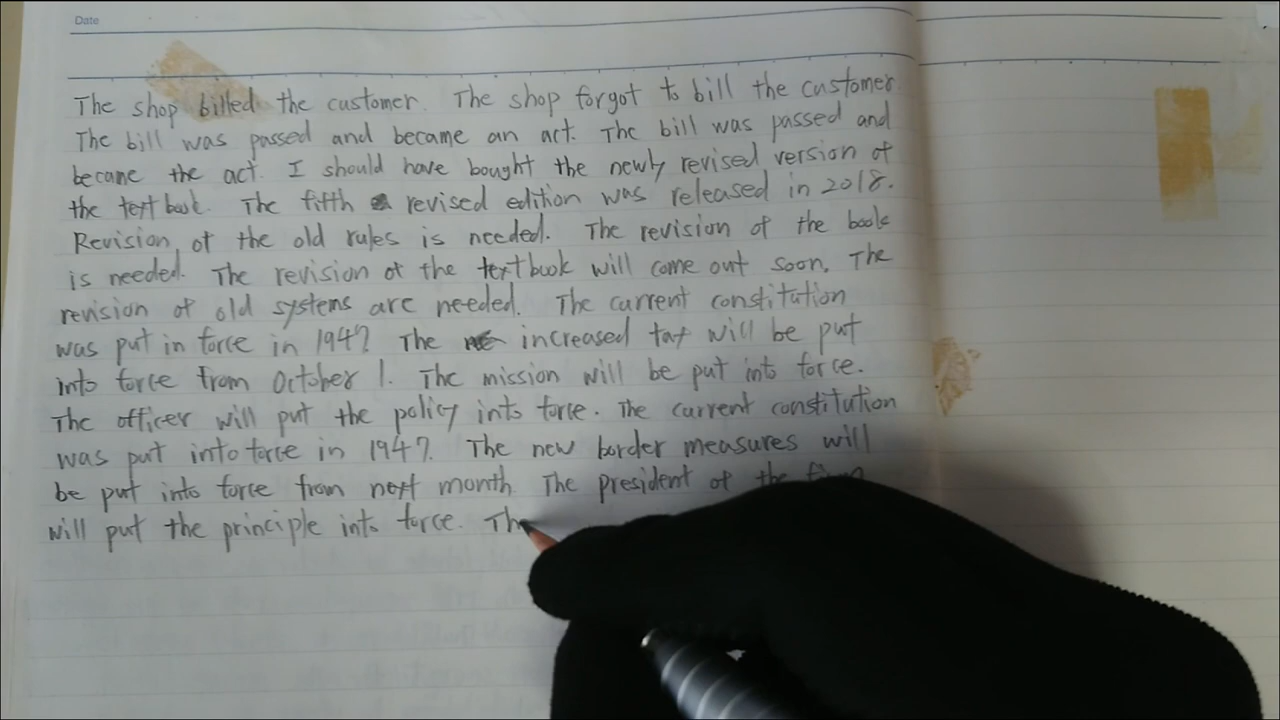 Date
The shop billed the customer. The shop forgot to bill the customer.
The bill was passed and became an act. The bill was passed and
became the act. I should have bought the newly revised version of
the textbook. The fifth revised edition was released in 2018.
Revision of the old rules is needed. The revision of the books
is needed. The revision of the textbook will come out soon. The
revision of old systems are needed. The current constitution
was put in force in 1947 The increased tax will be put
into force from October 1. The mission will be put into force.
The officer will put the policy into force. The current constitution
was put into force in 1947. The new border measures will
be put into force from next month. The president of the firm
will put the principle into force. Th